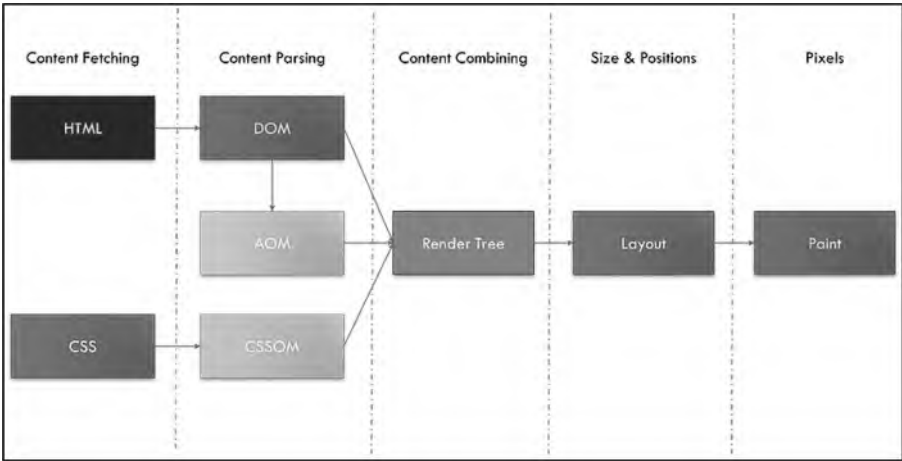 Content Fetching
Content Parsing
Content Combining
Size & Positions
Pixels
HTML
DOM
AOM
Render Tree
Layout
Paint
CSS
CSSOM